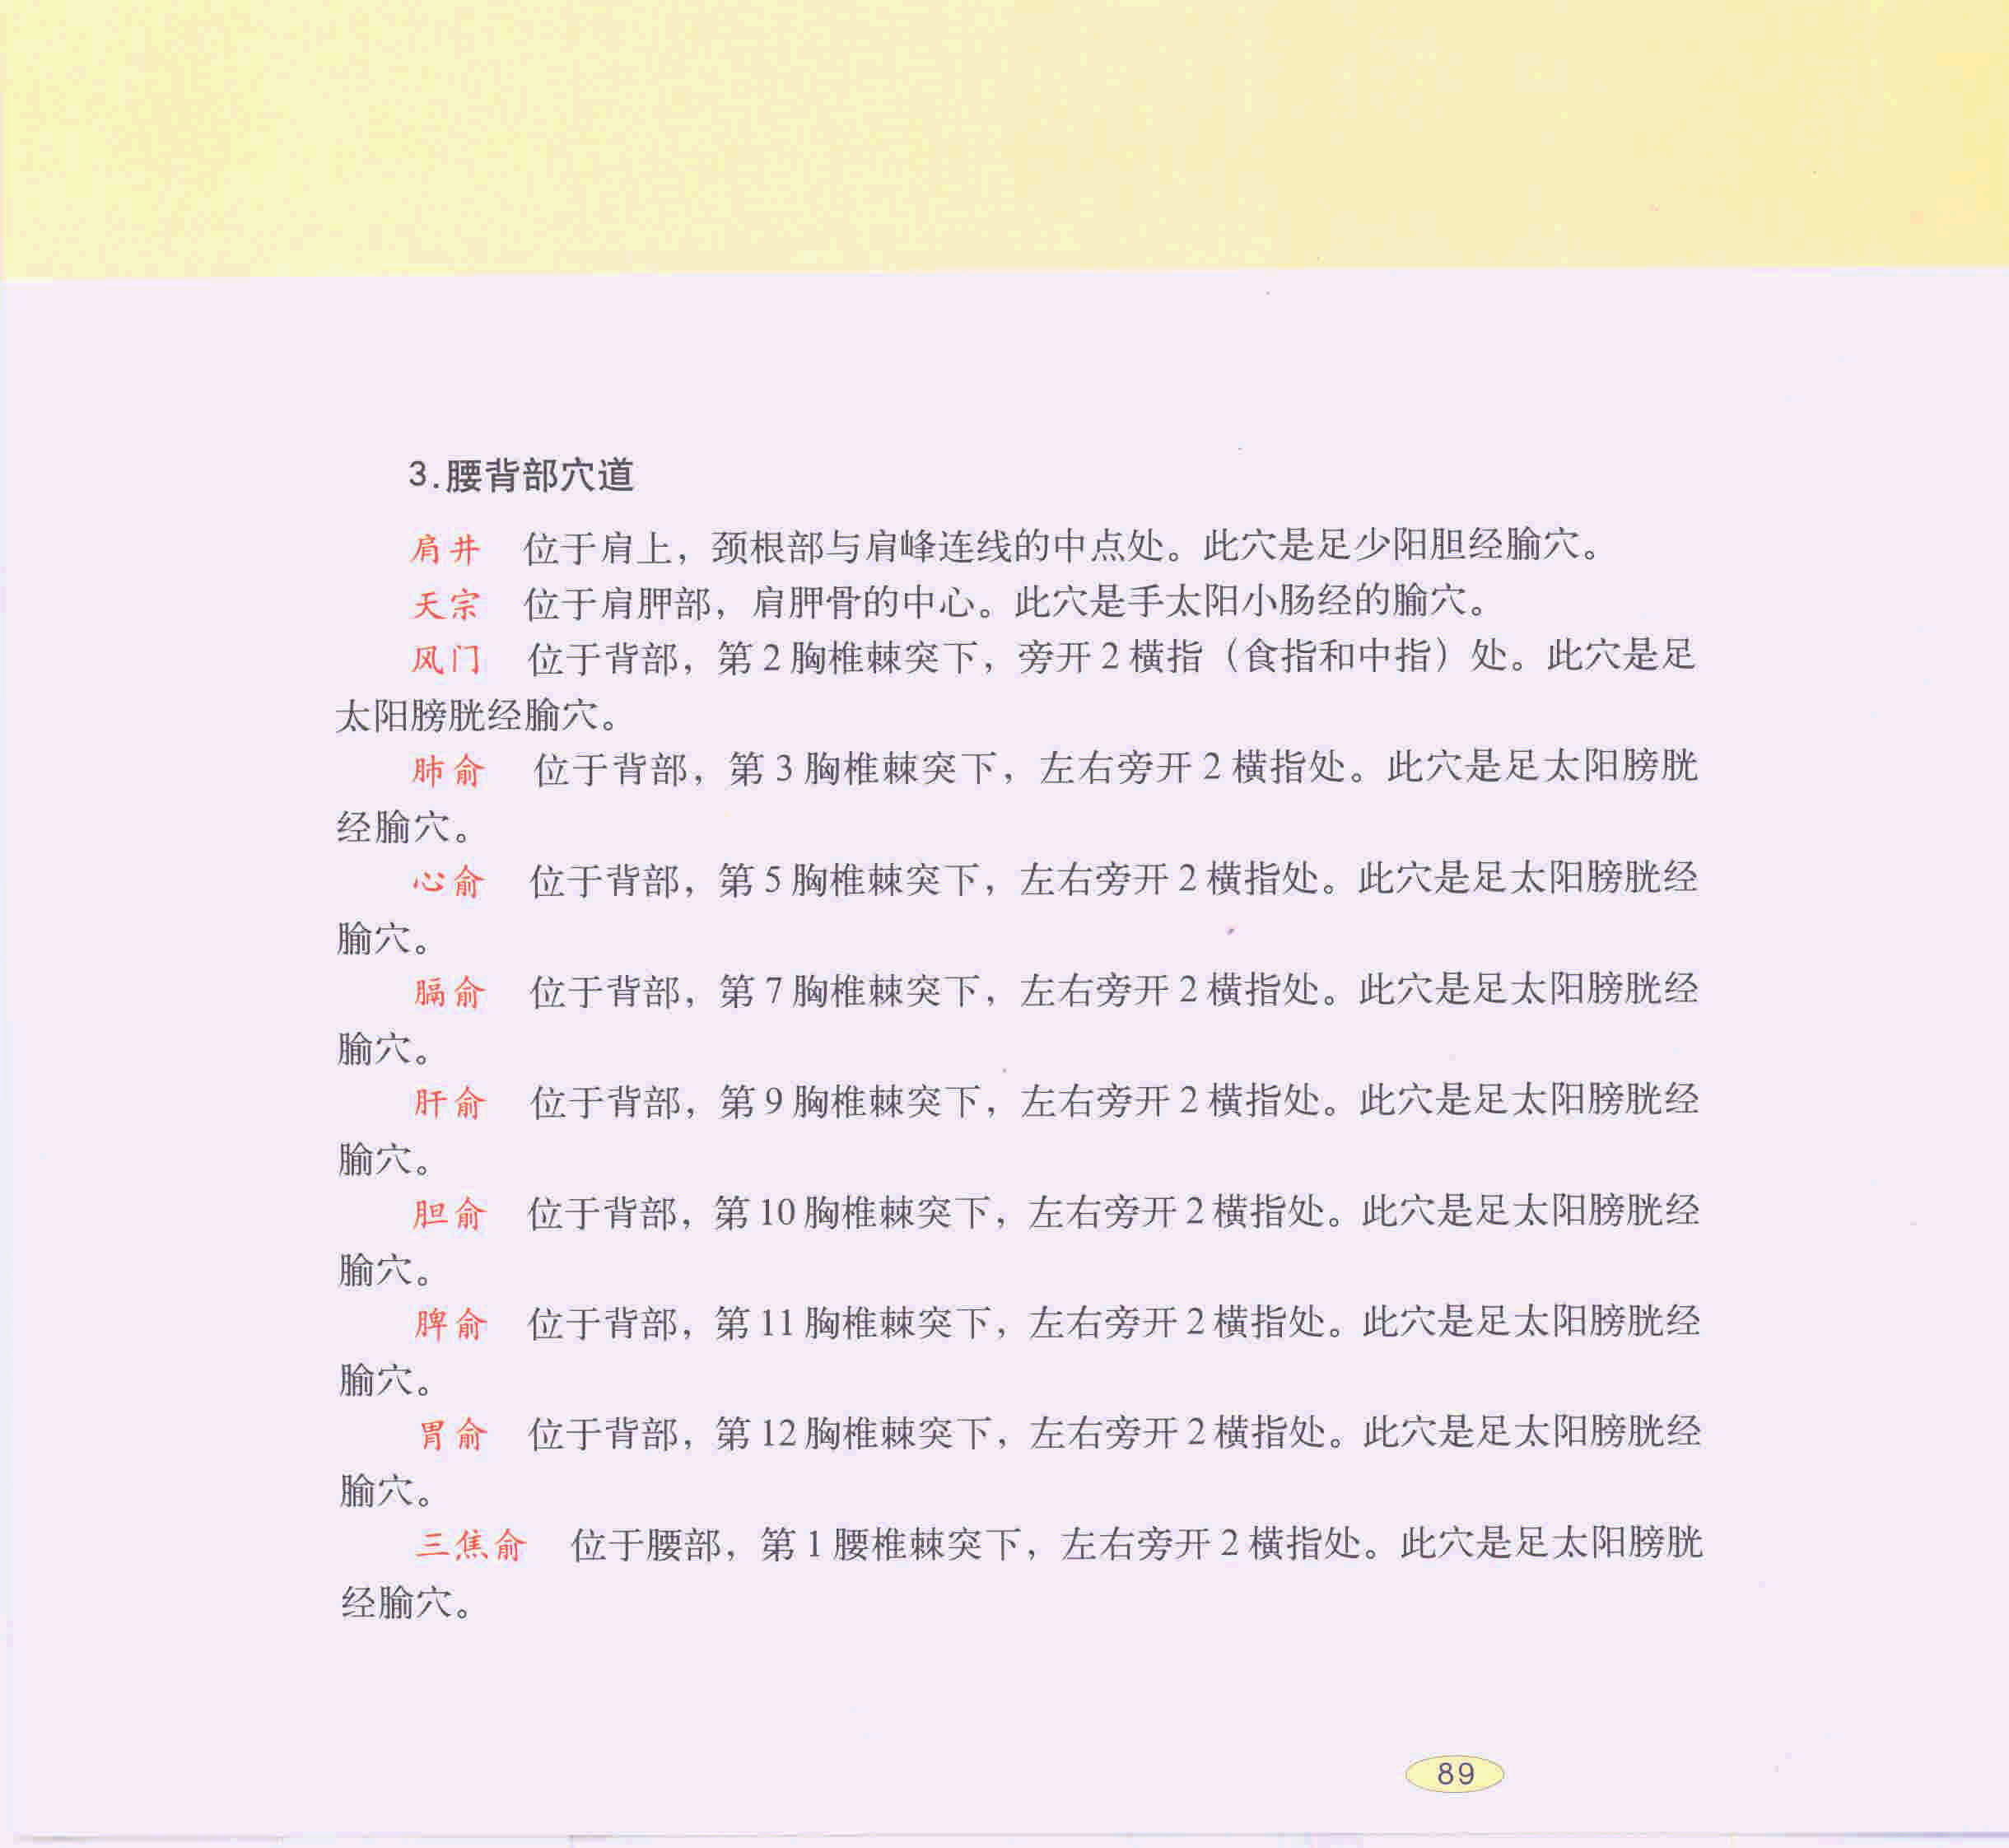 3.腰背部穴道
肩井 位于肩上，颈根部与肩峰连线的中点处。此穴是足少阳胆经腧穴。
天宗 位于肩胛部，肩胛骨的中心。此穴是手太阳小肠经的腧穴。
风门 位于背部，第2胸椎棘突下，旁开2横指（食指和中指）处。此穴是足
太阳膀胱经腧穴。
肺俞 位于背部，第3胸椎棘突下，左右旁开2横指处。此穴是足太阳膀胱
经腧穴。
心俞 位于背部，第5胸椎棘突下，左右旁开2横指处。此穴是足太阳膀胱经
腧穴。
膈俞 位于背部，第7胸椎棘突下，左右旁开2横指处。此穴是足太阳膀胱经
腧穴。
肝俞 位于背部，第9胸椎棘突下，左右旁开2横指处。此穴是足太阳膀胱经
腧穴。
胆俞 位于背部，第10胸椎棘突下，左右旁开2横指处。此穴是足太阳膀胱经
腧穴。
脾俞 位于背部，第11胸椎棘突下，左右旁开2横指处。此穴是足太阳膀胱经
腧穴。
胃俞 位于背部，第12胸椎棘突下，左右旁开2横指处。此穴是足太阳膀胱经
腧穴。
三焦俞 位于腰部，第1腰椎棘突下，左右旁开2横指处。此穴是足太阳膀胱
经腧穴。
89